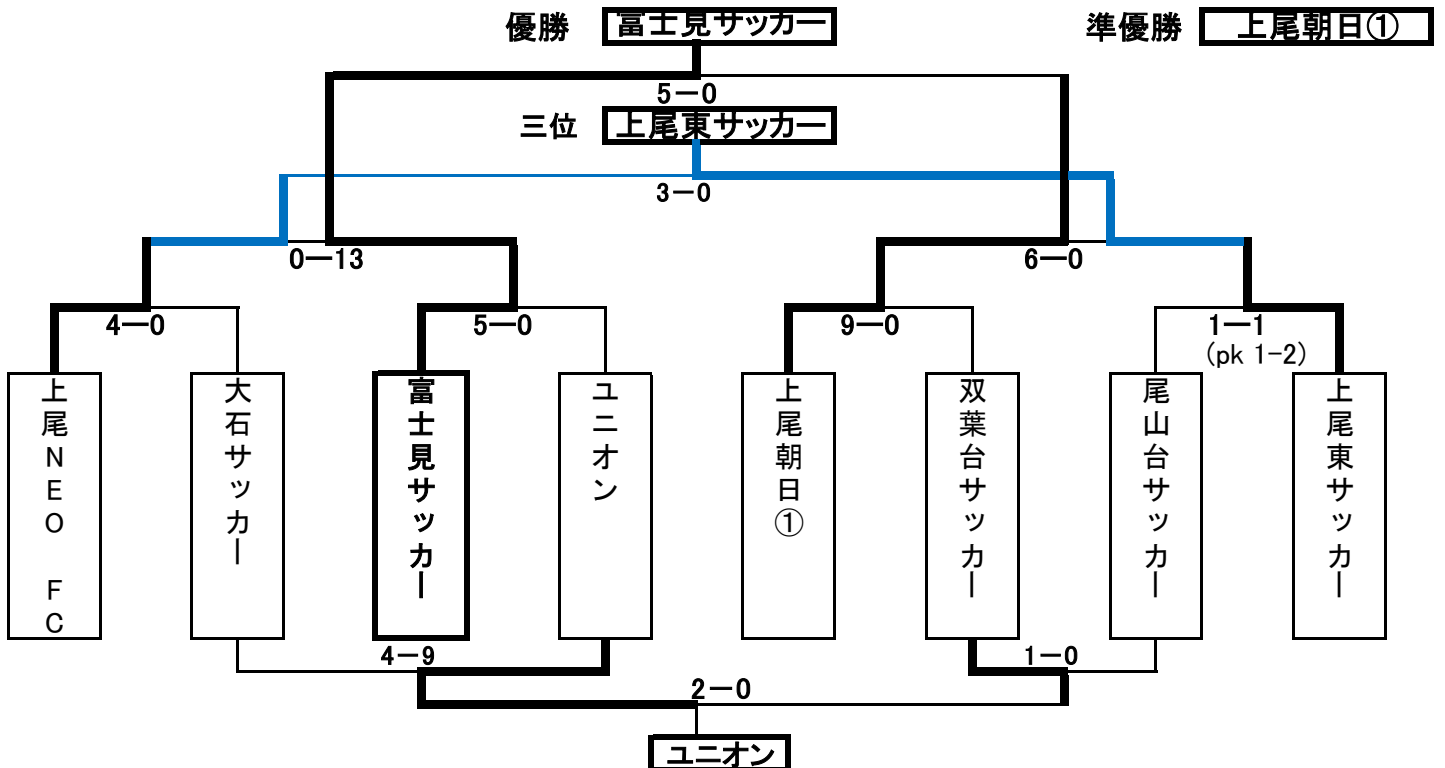 優勝 富士見サッカー 準優勝 上尾朝日①
5ー0
三位 上尾東サッカー
3ー0
0ー13 6ー0
4ー0 5ー0 9ー0 1ー1
(pk 1-2)
上尾NEO FC
大石サッカー
富士見サッカー
ユニオン
上尾朝日①
双葉台サッカー
尾山台サッカー
上尾東サッカー
4ー9 1ー0
2ー0
ユニオン